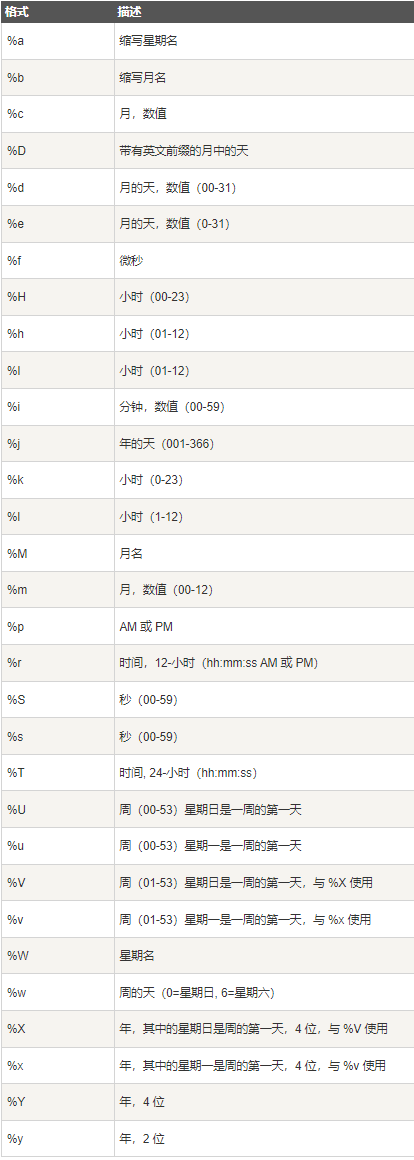 格式 描述
%a 缩写星期名
%b 缩写月名
%c 月，数值
%D 带有英文前缀的月中的天
%d 月的天，数值（00-31）
%e 月的天，数值（0-31）
%f 微秒
%H 小时（00-23）
%h 小时（01-12）
%I 小时（01-12）
%i 分钟，数值（00-59）
%j 年的天（001-366）
%k 小时（0-23）
%l 小时（1-12）
%M 月名
%m 月，数值（00-12）
%p AM 或 PM
%r 时间，12-小时（hh:mm:ss AM 或 PM）
%S 秒（00-59）
%s 秒（00-59）
%T 时间, 24-小时（hh:mm:ss）
%U 周（00-53）星期日是一周的第一天
%u 周（00-53）星期一是一周的第一天
%V 周（01-53）星期日是一周的第一天，与 %X 使用
%v 周（01-53）星期一是一周的第一天，与 %x 使用
%W 星期名
%w 周的天（0=星期日, 6=星期六）
%X 年，其中的星期日是周的第一天，4 位，与 %V 使用
%x 年，其中的星期一是周的第一天，4 位，与 %v 使用
%Y 年，4 位
%y 年，2 位